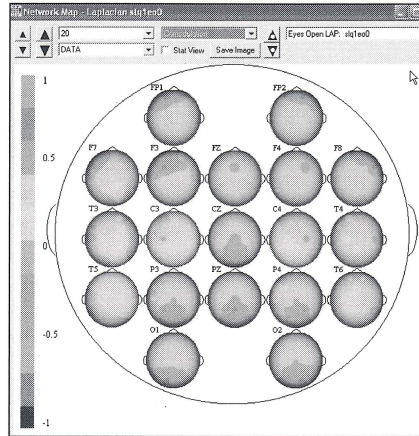 Network Map - Laplacian slq1eo0
20
Eyes Open LAP: slq1eo0
DATA
Stat View
Save Image
1
0.5
0
-0.5
-1
FP1
FP2
F7
F3
FZ
F4
F8
T3
C3
CZ
C4
T4
T5
P3
PZ
P4
T6
O1
O2